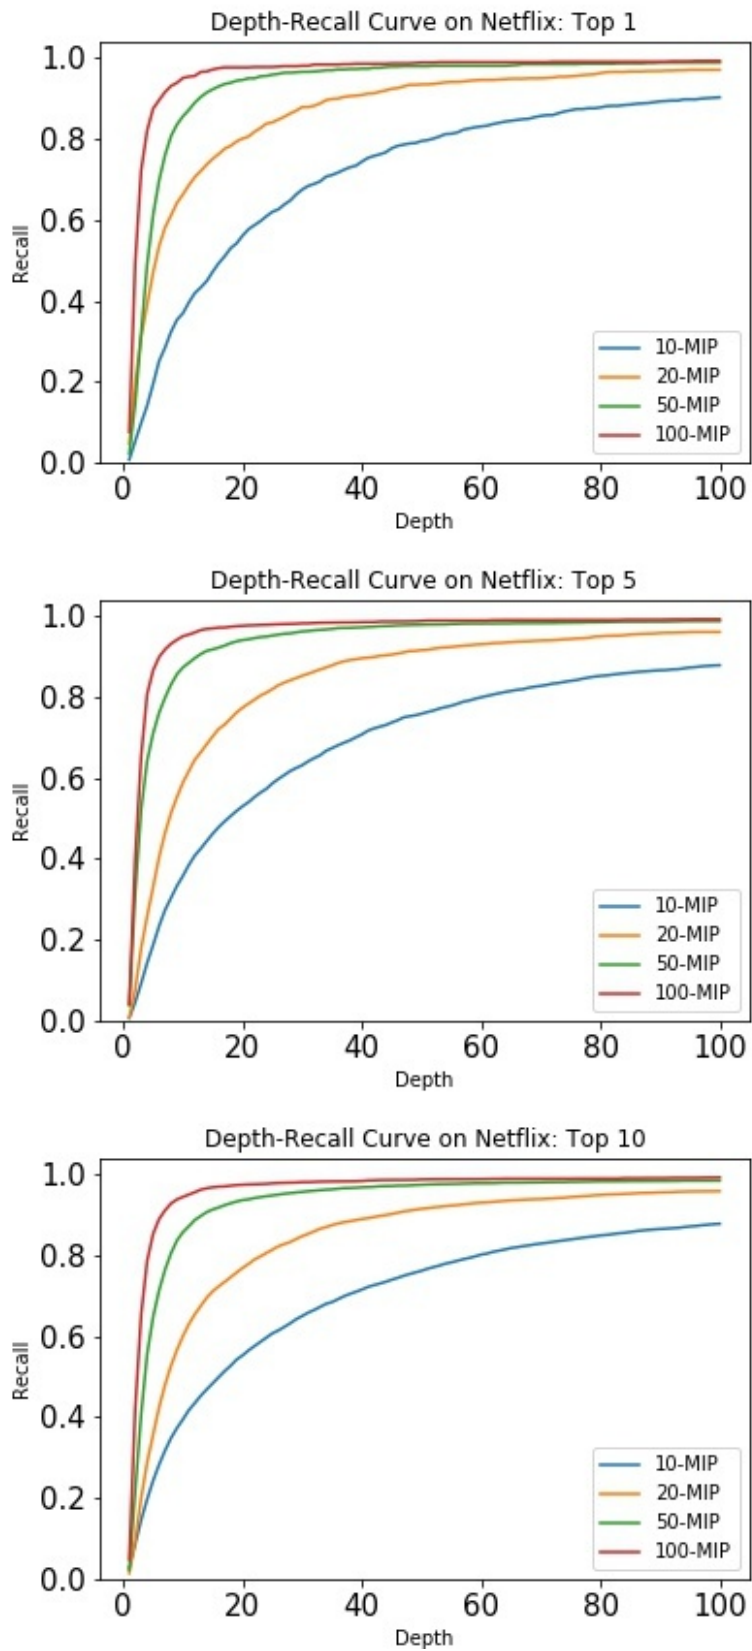 Depth-Recall Curve on Netflix: Top 1
1.0
0.8
0.6
0.4
0.2
0.0
Recall
10-MIP
20-MIP
50-MIP
100-MIP
0 20 40 60 80 100
Depth
Depth-Recall Curve on Netflix: Top 5
1.0
0.8
0.6
0.4
0.2
0.0
Recall
10-MIP
20-MIP
50-MIP
100-MIP
0 20 40 60 80 100
Depth
Depth-Recall Curve on Netflix: Top 10
1.0
0.8
0.6
0.4
0.2
0.0
Recall
10-MIP
20-MIP
50-MIP
100-MIP
0 20 40 60 80 100
Depth